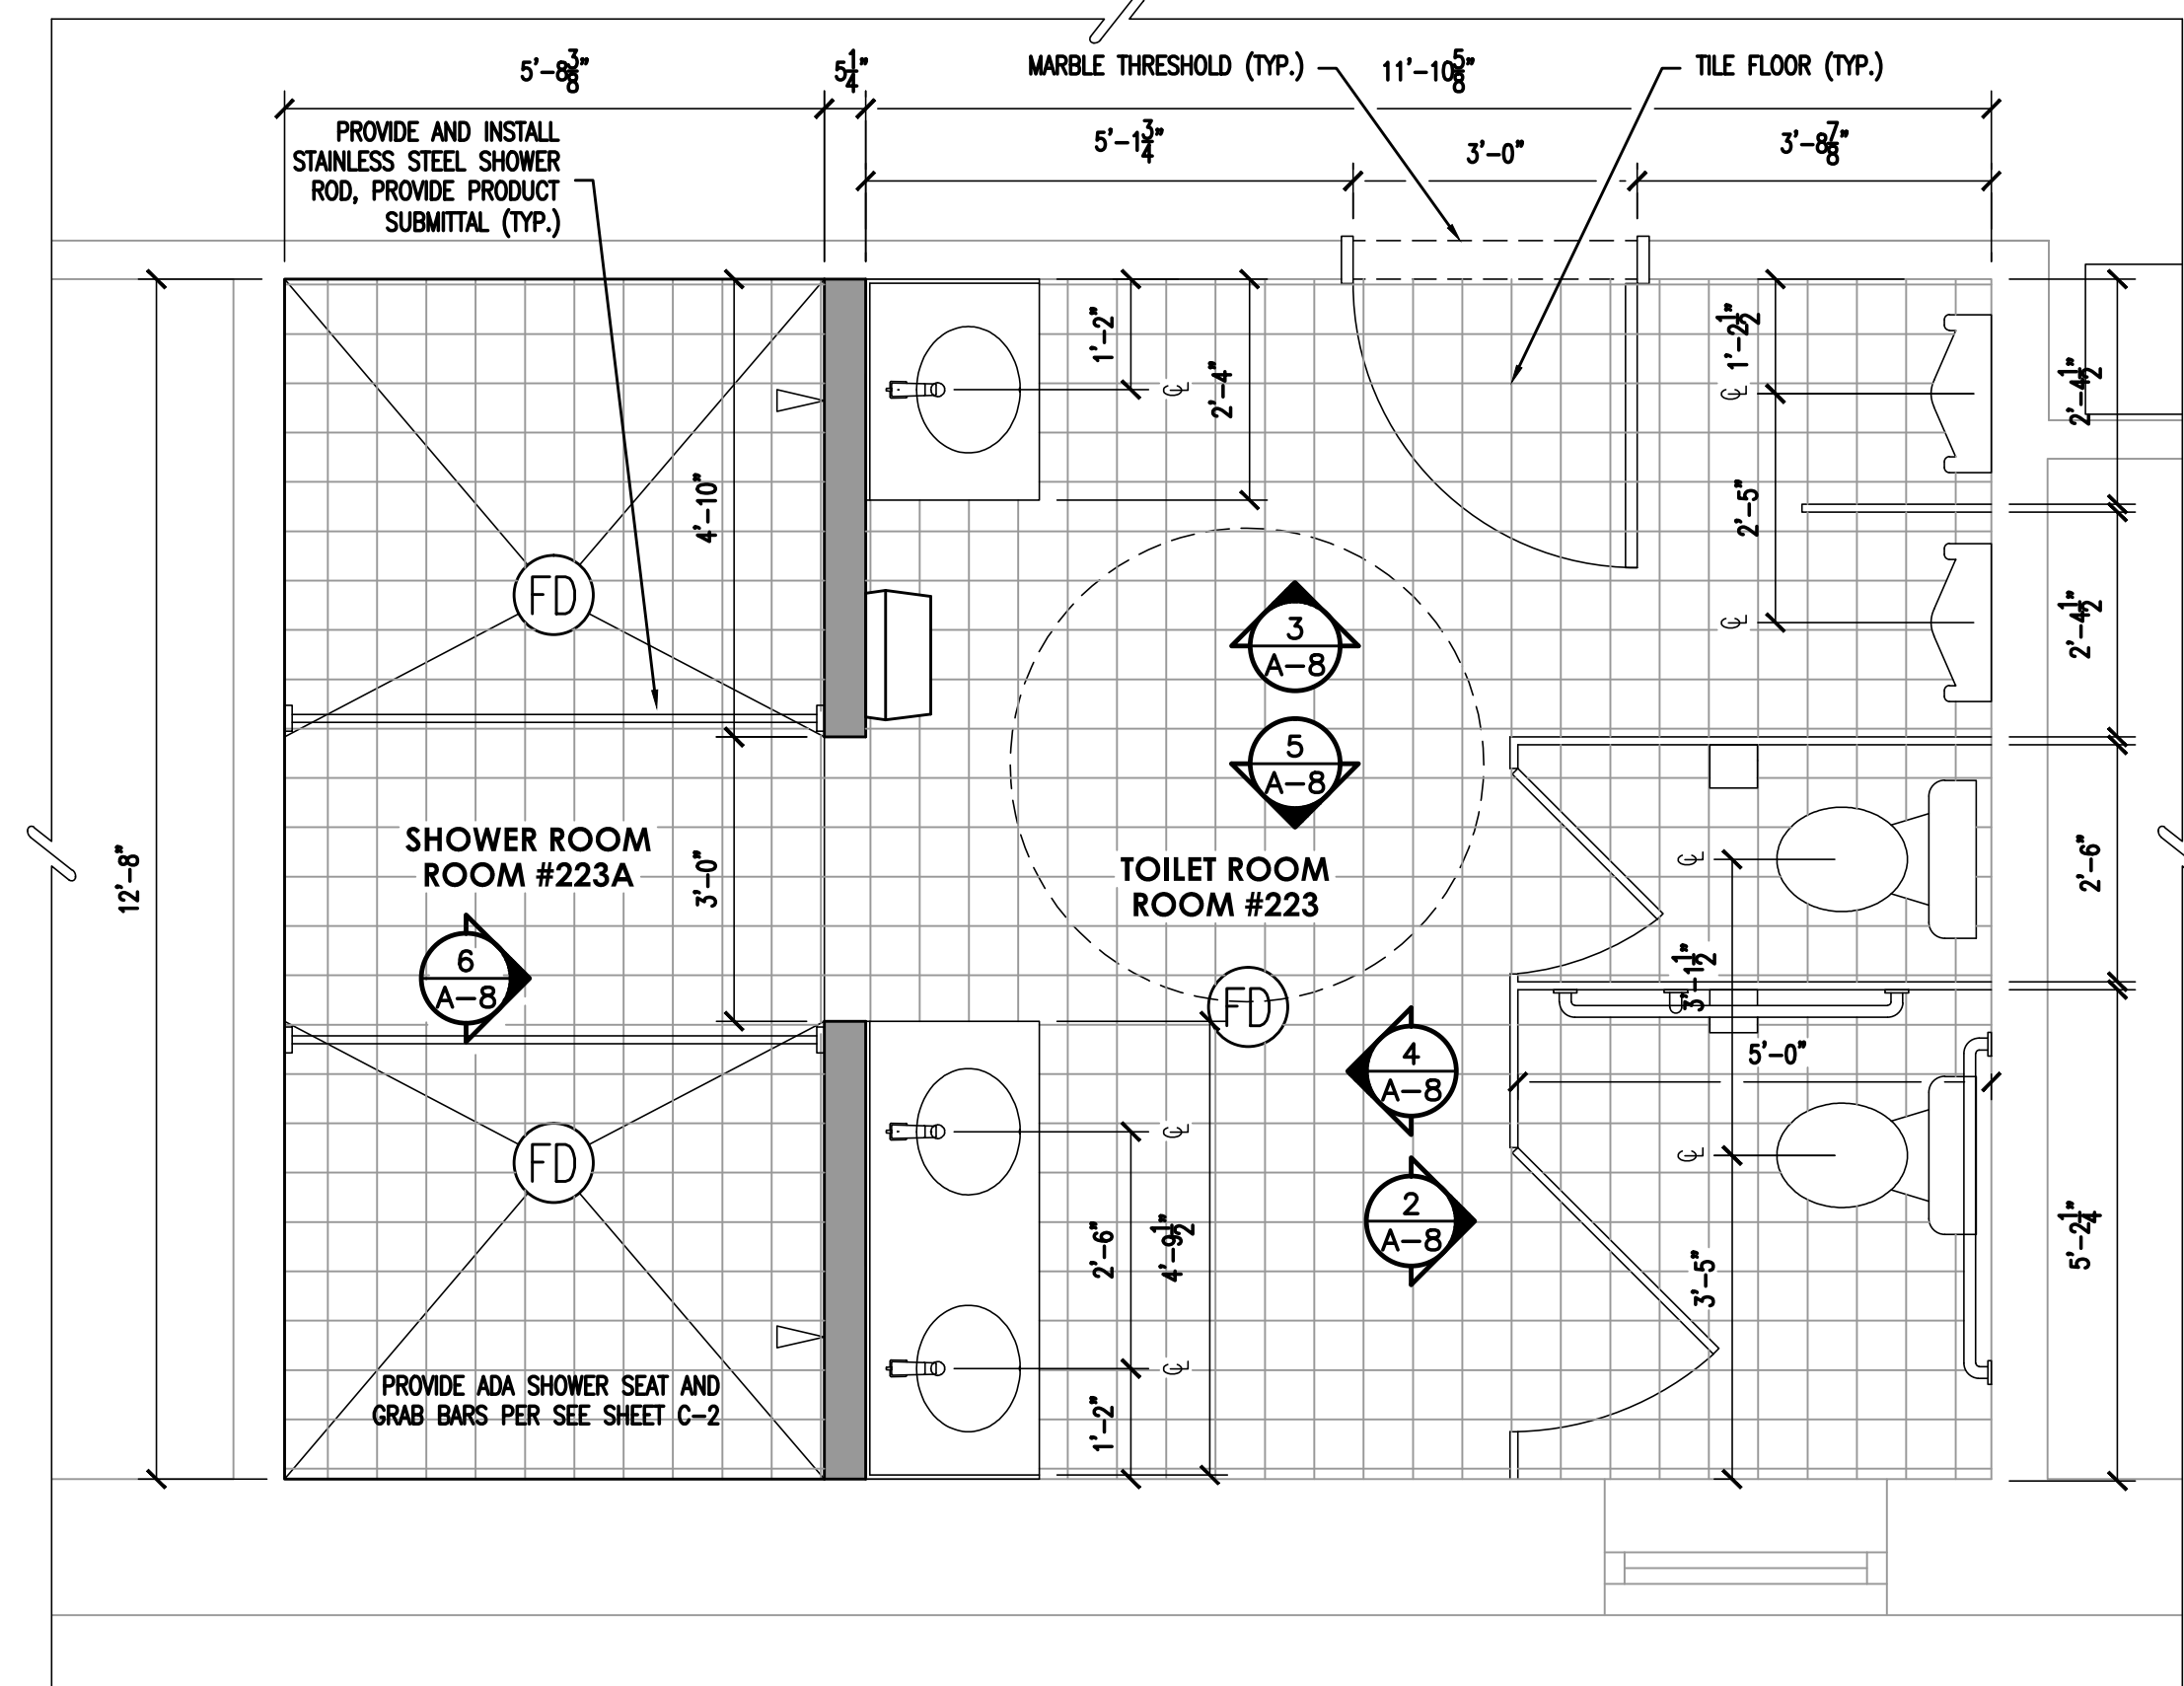 5'-8 3/8"
5 1/4"
MARBLE THRESHOLD (TYP.)
11'-10 5/8"
TILE FLOOR (TYP.)
5'-1 3/4"
3'-0"
3'-8 7/8"
PROVIDE AND INSTALL
STAINLESS STEEL SHOWER
ROD, PROVIDE PRODUCT
SUBMITTAL (TYP.)
1'-2"
2'-4"
1'-2 1/2"
2'-4 1/2"
4'-10"
2'-5"
2'-4 1/2"
FD
3
A-8
5
A-8
SHOWER ROOM
ROOM #223A
TOILET ROOM
ROOM #223
12'-8"
3'-0"
2'-6"
6
A-8
3'-1 1/2"
FD
4
A-8
5'-0"
FD
2
A-8
2'-6"
4'-9 1/2"
3'-5"
5'-2 1/4"
PROVIDE ADA SHOWER SEAT AND
GRAB BARS PER SEE SHEET C-2
1'-2"